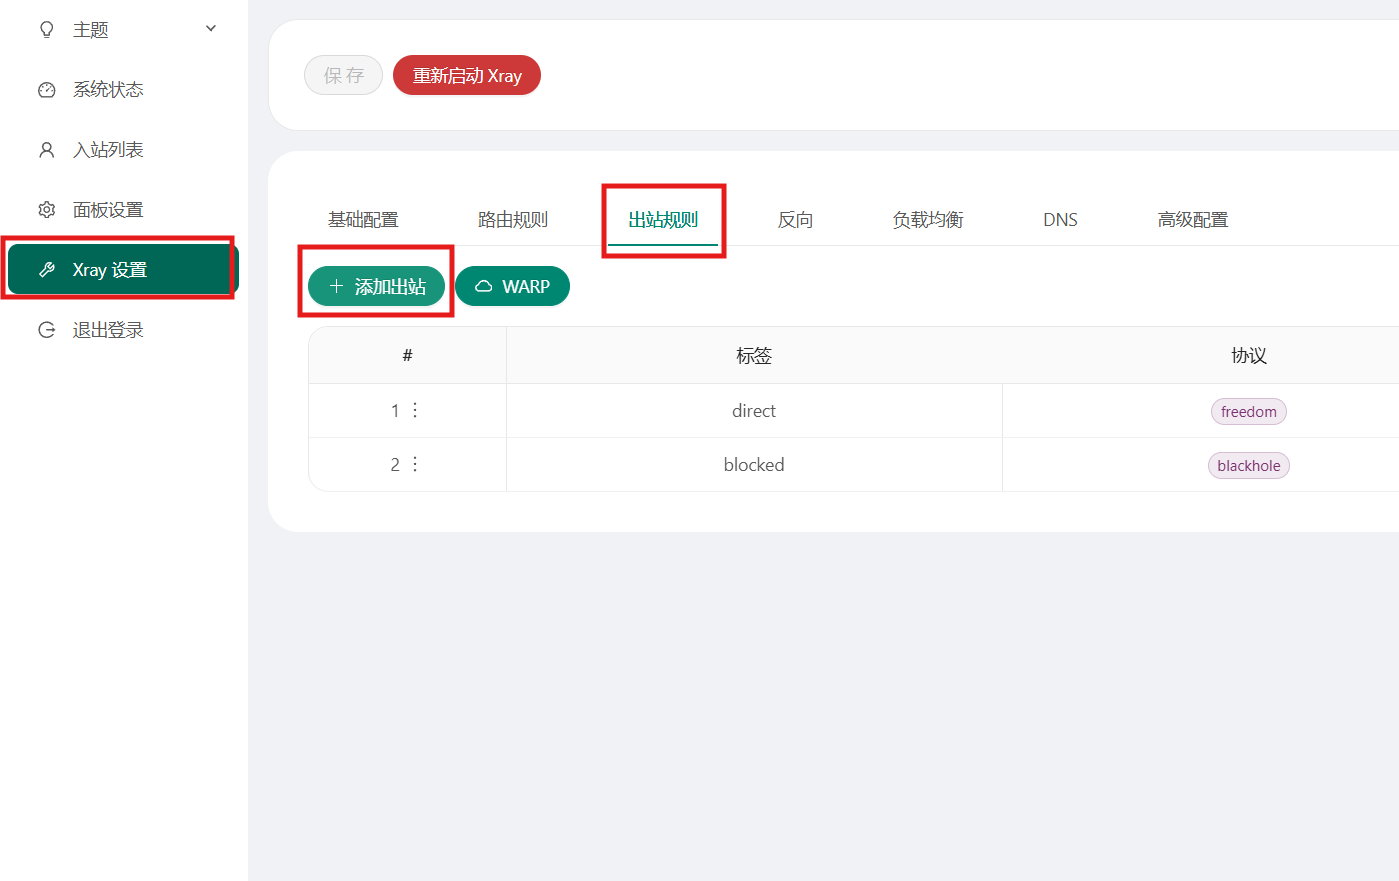 主题
系统状态
入站列表
面板设置
Xray 设置
退出登录
保存 重新启动 Xray
基础配置 路由规则 出站规则 反向 负载均衡 DNS 高级配置
+ 添加出站 WARP
# 标签 协议
1 direct freedom
2 blocked blackhole